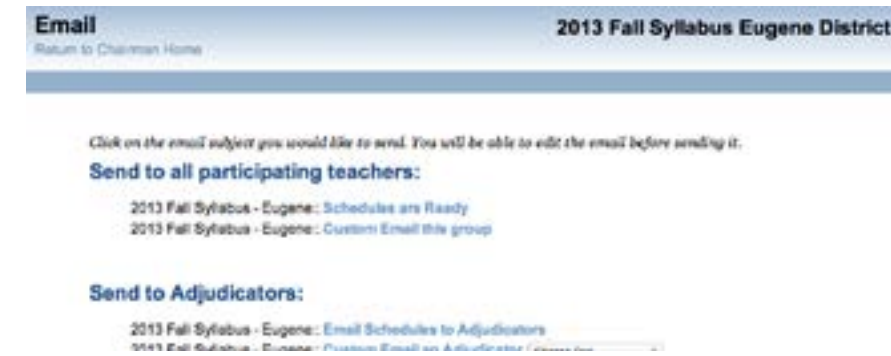 Email
2013 Fall Syllabus Eugene District
Return to Chairman Home
Click on the email subject you would like to send. You will be able to edit the email before sending it.
Send to all participating teachers:
2013 Fall Syllabus - Eugene: Schedules are Ready
2013 Fall Syllabus - Eugene: Custom Email this group
Send to Adjudicators:
2013 Fall Syllabus - Eugene: Email Schedules to Adjudicators
2013 Fall Syllabus - Eugene: Custom Email an Adjudicator